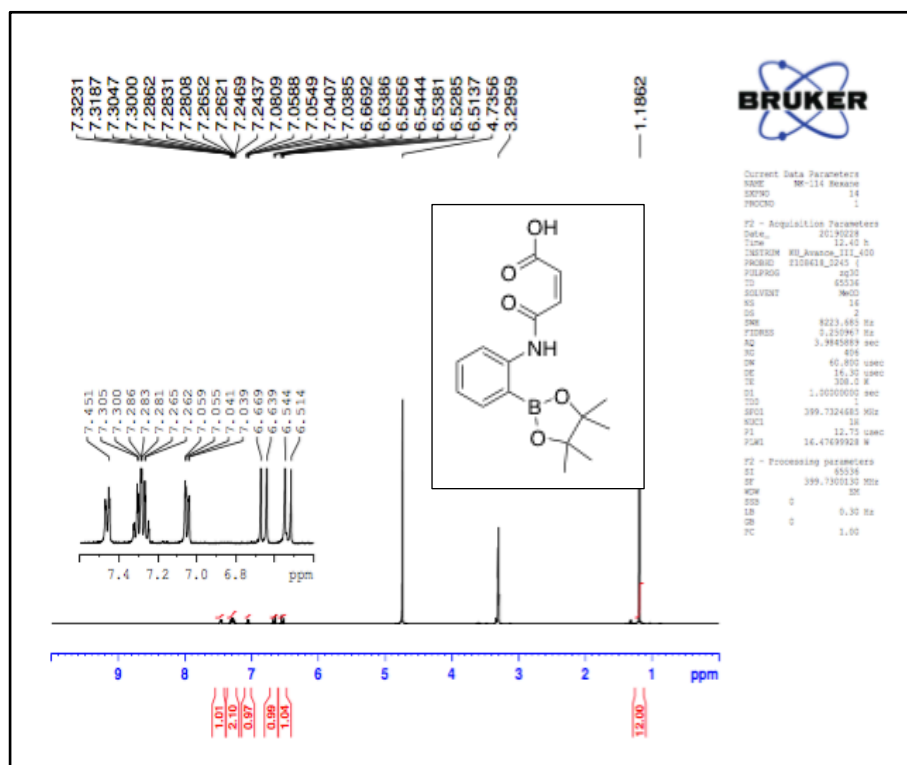 7.3231
7.3187
7.3047
7.3000
7.2862
7.2831
7.2808
7.2652
7.2621
7.2469
7.2437
7.0809
7.0588
7.0549
7.0407
7.0385
6.6692
6.6386
6.5656
6.5444
6.5381
6.5285
6.5137
4.7356
3.2959
1.1862
BRUKER
Current Data Parameters
NAME NK-114 Hexane
EXPNO 14
PROCNO 1
F2 - Acquisition Parameters
Date_ 20190228
Time 12.40 h
INSTRUM KU_Avance_III_400
PROBHD
PULPROG zg30
TD 65536
SOLVENT MeOD
NS 16
DS 2
SWH 8223.685 Hz
FIDRES 0.250967 Hz
AQ 3.9845889 sec
RG 406
DW 60.800 usec
DE 16.30 usec
TE 300.0 K
D1 1.00000000 sec
TD0 1
SFO1 399.7324685 MHz
NUC1 1H
P1 12.75 usec
PLW1 16.47699928 W
F2 - Processing parameters
SI 65536
SF 399.7300130 MHz
WDW EM
SSB 0
LB 0.30 Hz
GB 0
PC 1.00
OH
O
O
NH
B
O
O
7.451
7.305
7.300
7.286
7.283
7.281
7.265
7.262
7.059
7.055
7.041
7.039
6.669
6.639
6.544
6.514
7.4 7.2 7.0 6.8 ppm
9 8 7 6 5 4 3 2 1 ppm
1.01
2.10
0.97
0.99
1.04
12.00